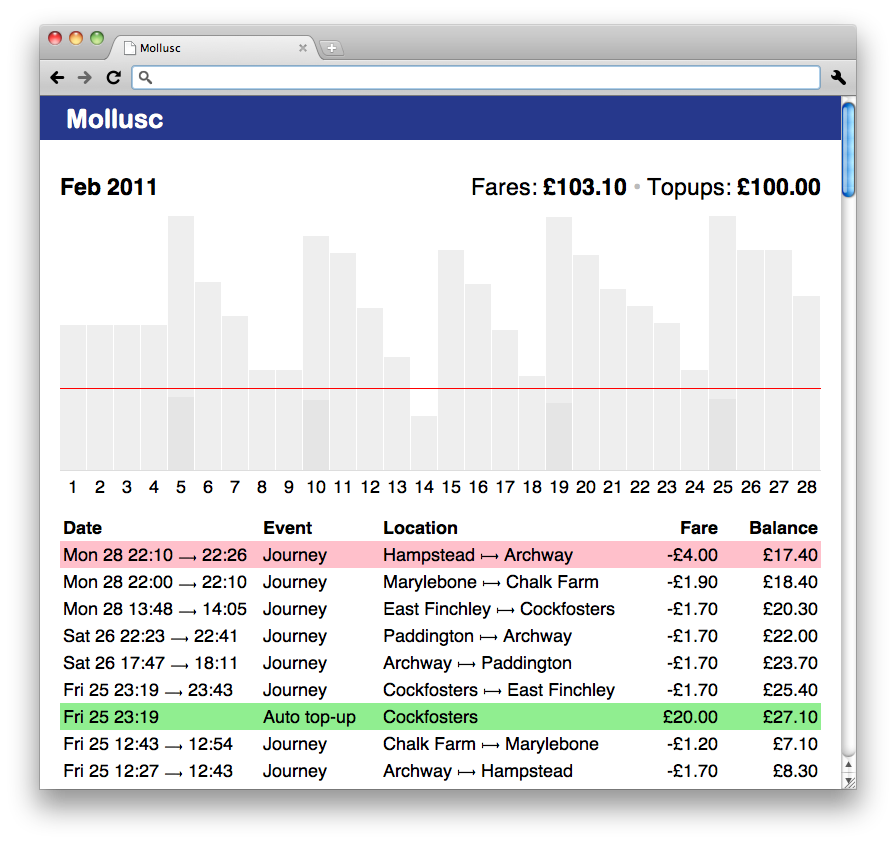 Mollusc
Mollusc
Feb 2011 Fares: £103.10 • Topups: £100.00
1 2 3 4 5 6 7 8 9 10 11 12 13 14 15 16 17 18 19 20 21 22 23 24 25 26 27 28
Date Event Location Fare Balance
Mon 28 22:10 → 22:26 Journey Hampstead ↦ Archway -£4.00 £17.40
Mon 28 22:00 → 22:10 Journey Marylebone ↦ Chalk Farm -£1.90 £18.40
Mon 28 13:48 → 14:05 Journey East Finchley ↦ Cockfosters -£1.70 £20.30
Sat 26 22:23 → 22:41 Journey Paddington ↦ Archway -£1.70 £22.00
Sat 26 17:47 → 18:11 Journey Archway ↦ Paddington -£1.70 £23.70
Fri 25 23:19 → 23:43 Journey Cockfosters ↦ East Finchley -£1.70 £25.40
Fri 25 23:19 Auto top-up Cockfosters £20.00 £27.10
Fri 25 12:43 → 12:54 Journey Chalk Farm ↦ Marylebone -£1.20 £7.10
Fri 25 12:27 → 12:43 Journey Archway ↦ Hampstead -£1.70 £8.30